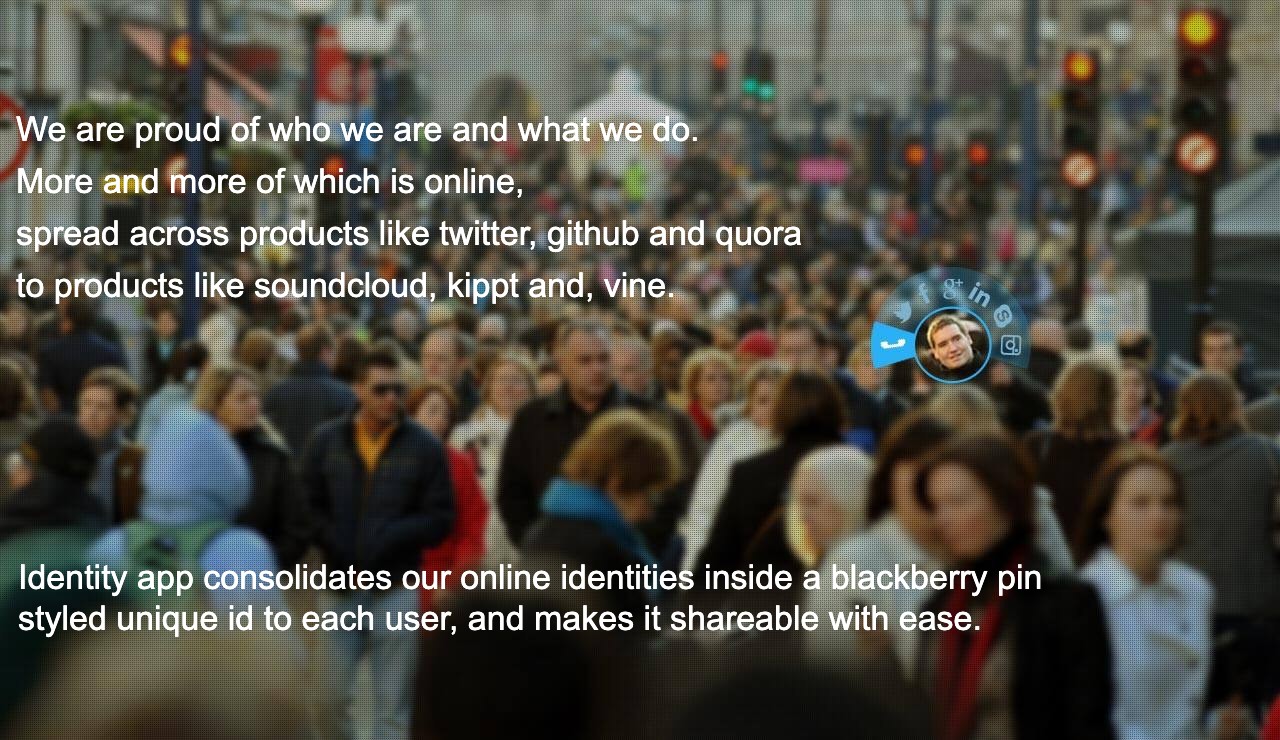 We are proud of who we are and what we do.
More and more of which is online,
spread across products like twitter, github and quora
to products like soundcloud, kippt and, vine.
Identity app consolidates our online identities inside a blackberry pin
styled unique id to each user, and makes it shareable with ease.